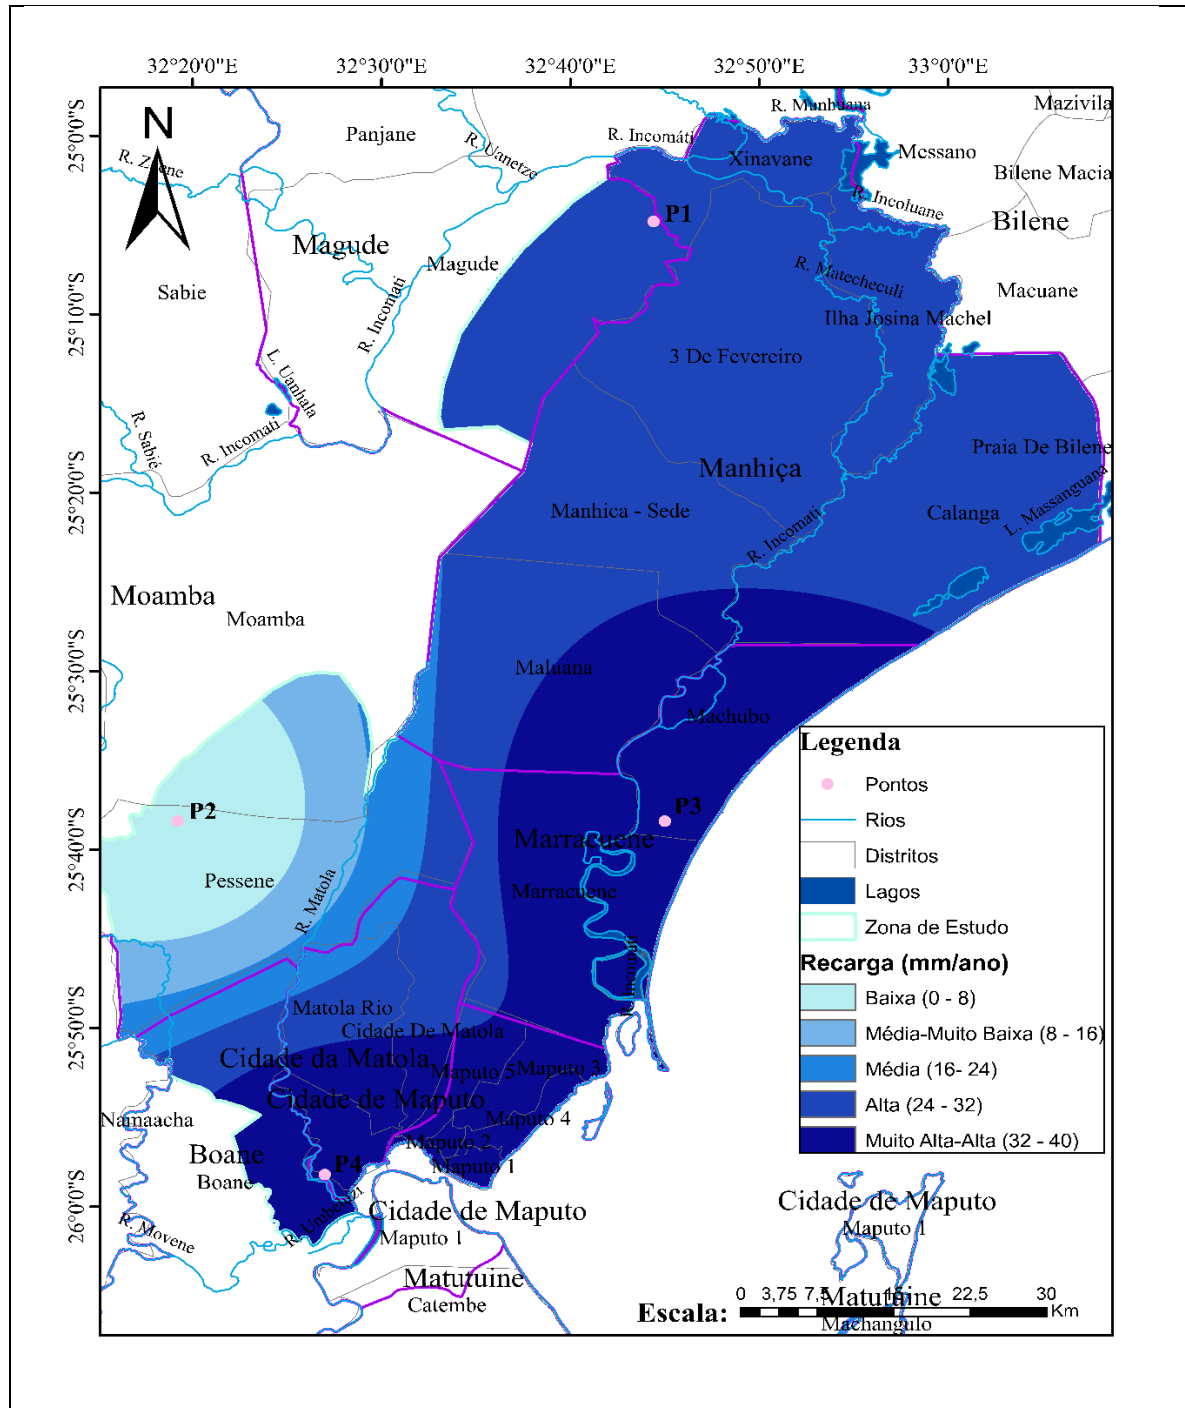 32°20'0"E 32°30'0"E 32°40'0"E 32°50'0"E 33°0'0"E
R. Munhuana
Mazivila
N
Panjane
R. Incomáti
25°0'0"S
R. Uanetze
Xinavane
Messano
R. Zuene
Bilene Macia
R. Incoluane
P1
Bilene
Magude
Magude
R. Matecheculi
Sabie
Macuane
25°10'0"S
R. Incomati
Ilha Josina Machel
3 De Fevereiro
L. Uanhala
R. Sabié
R. Incomati
Praia De Bilene
Manhiça
25°20'0"S
Manhica - Sede
Calanga
L. Massanguana
R. Incomati
Moamba
Moamba
25°30'0"S
Maluana
Machubo
P2
P3
Marracuene
25°40'0"S
Pessene
Marracuene
R. Matola
R. Incomati
Matola Rio
25°50'0"S
Cidade De Matola
Cidade da Matola
Maputo 5
Maputo 3
Cidade de Maputo
Namaacha
Maputo 4
Maputo 2
Boane
Maputo 1
P4
Boane
26°0'0"S
R. Umbeluzi
Cidade de Maputo
R. Movene
Maputo 1
Matutuine
Catembe
Legenda
Pontos
Rios
Distritos
Lagos
Zona de Estudo
Recarga (mm/ano)
Baixa (0 - 8)
Média-Muito Baixa (8 - 16)
Média (16- 24)
Alta (24 - 32)
Muito Alta-Alta (32 - 40)
Cidade de Maputo
Maputo 1
Matutuine
Machangulo
Escala:
0 3,75 7,5 15 22,5 30
Km